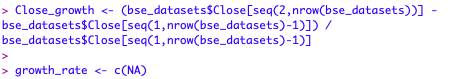 > Close_growth <- (bse_datasets$Close[seq(2,nrow(bse_datasets))] -
bse_datasets$Close[seq(1,nrow(bse_datasets)-1)]) /
bse_datasets$Close[seq(1,nrow(bse_datasets)-1)]
>
> growth_rate <- c(NA)